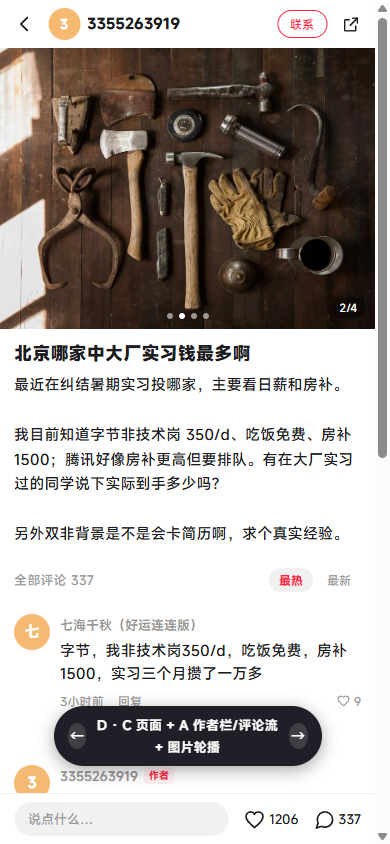 3
3355263919
联系
2/4
北京哪家中大厂实习钱最多啊
最近在纠结暑期实习投哪家，主要看日薪和房补。
我目前知道字节非技术岗 350/d、吃饭免费、房补
1500；腾讯好像房补更高但要排队。有在大厂实习
过的同学说下实际到手多少吗？
另外双非背景是不是会卡简历啊，求个真实经验。
全部评论 337
最热
最新
七
七海千秋（好运连连版）
字节，我非技术岗350/d，吃饭免费，房补
1500，实习三个月攒了一万多
3小时前
回复
9
←
D · C 页面 + A 作者栏/评论流
+ 图片轮播
→
3
3355263919
作者
说点什么...
1206
337